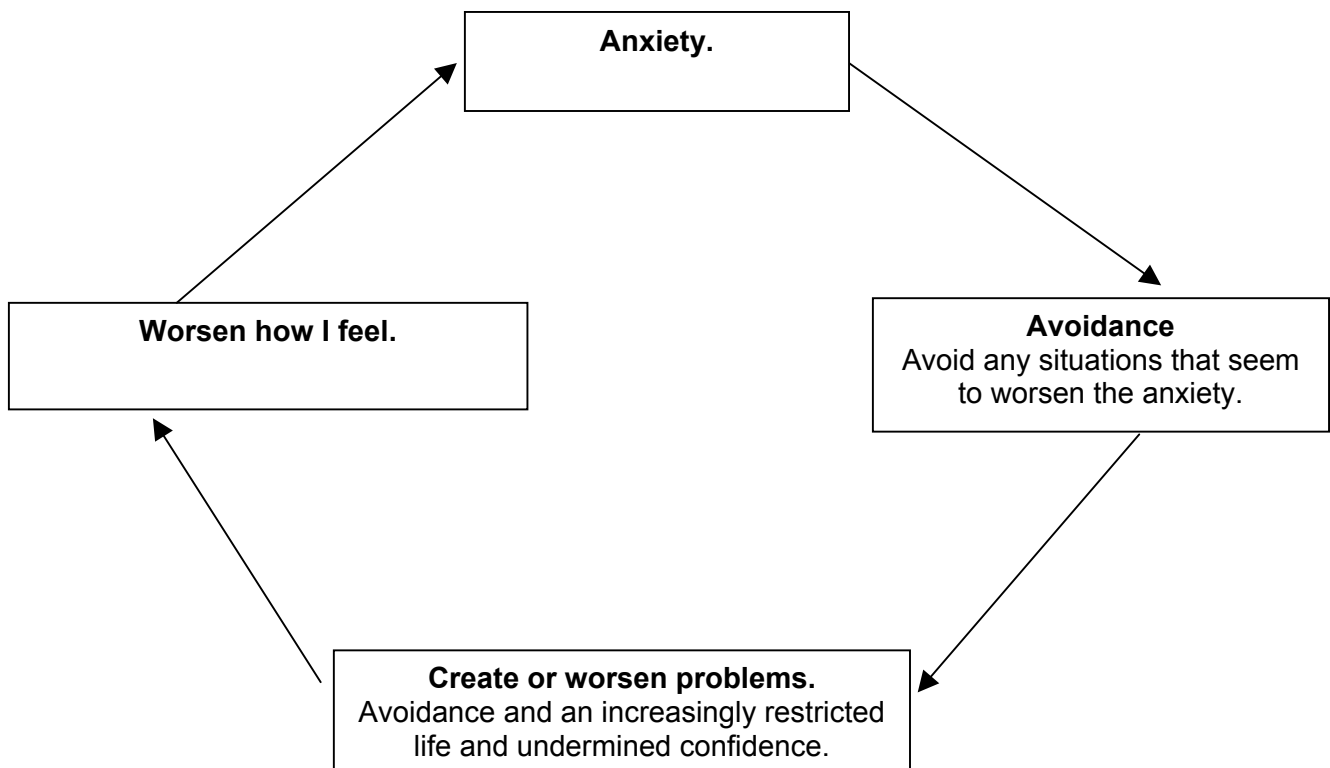 Anxiety.
Avoidance
Avoid any situations that seem
to worsen the anxiety.
Create or worsen problems.
Avoidance and an increasingly restricted
life and undermined confidence.
Worsen how I feel.